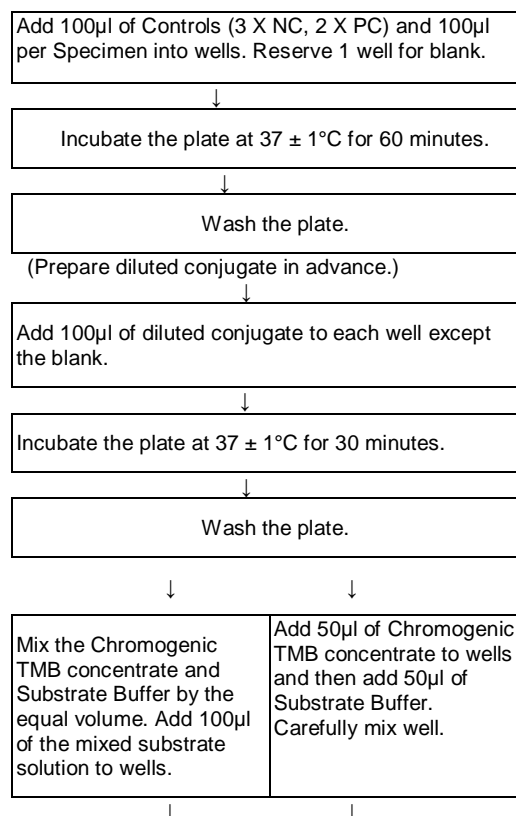 Add 100µl of Controls (3 X NC, 2 X PC) and 100µl
per Specimen into wells. Reserve 1 well for blank.
↓
Incubate the plate at 37 ± 1°C for 60 minutes.
↓
Wash the plate.
(Prepare diluted conjugate in advance.)
↓
Add 100µl of diluted conjugate to each well except
the blank.
↓
Incubate the plate at 37 ± 1°C for 30 minutes.
↓
Wash the plate.
↓ ↓
Mix the Chromogenic
TMB concentrate and
Substrate Buffer by the
equal volume. Add 100µl
of the mixed substrate
solution to wells.
Add 50µl of Chromogenic
TMB concentrate to wells
and then add 50µl of
Substrate Buffer.
Carefully mix well.
↓ ↓